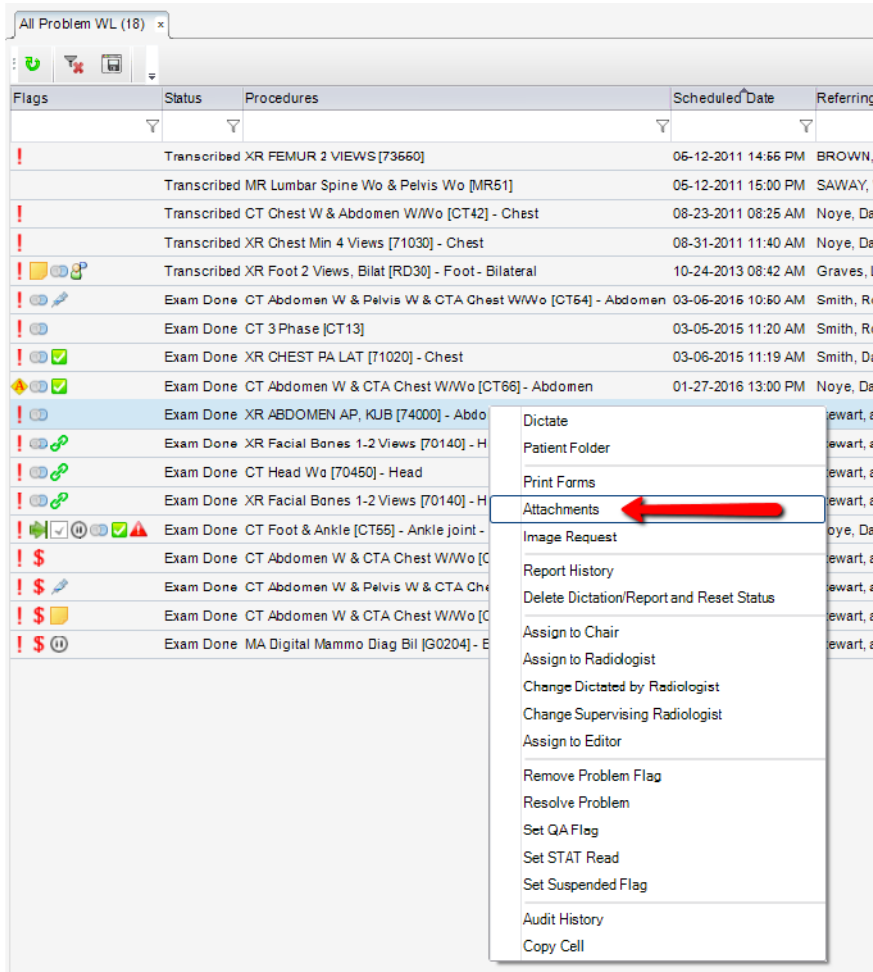 All Problem WL (18) x
Flags Status Procedures Scheduled Date Referring
! Transcribed XR FEMUR 2 VIEWS [73550] 05-12-2011 14:55 PM BROWN,
Transcribed MR Lumbar Spine Wo & Pelvis Wo [MR51] 05-12-2011 15:00 PM SAWAY,
! Transcribed CT Chest W & Abdomen W/Wo [CT42] - Chest 08-23-2011 08:25 AM Noye, Da
! Transcribed XR Chest Min 4 Views [71030] - Chest 08-31-2011 11:40 AM Noye, Da
! Transcribed XR Foot 2 Views, Bilat [RD30] - Foot - Bilateral 10-24-2013 08:42 AM Graves, L
! Exam Done CT Abdomen W & Pelvis W & CTA Chest W/Wo [CT64] - Abdomen 03-05-2015 10:50 AM Smith, Ro
! Exam Done CT 3 Phase [CT13] 03-05-2015 11:20 AM Smith, Ro
! Exam Done XR CHEST PA LAT [71020] - Chest 03-06-2015 11:19 AM Smith, Da
A Exam Done CT Abdomen W & CTA Chest W/Wo [CT66] - Abdomen 01-27-2016 13:00 PM Noye, Da
! Exam Done XR ABDOMEN AP, KUB [74000] - Abdo ewart, a
! Exam Done XR Facial Bones 1-2 Views [70140] - H ewart, a
! Exam Done CT Head Wo [70450] - Head ewart, a
! Exam Done XR Facial Bones 1-2 Views [70140] - H ewart, a
! Exam Done CT Foot & Ankle [CT55] - Ankle joint - oye, Da
! $ Exam Done CT Abdomen W & CTA Chest W/Wo [C ewart, a
! $ Exam Done CT Abdomen W & Pelvis W & CTA Che ewart, a
! $ Exam Done CT Abdomen W & CTA Chest W/Wo [C ewart, a
! $ Exam Done MA Digital Mammo Diag Bil [G0204] - B ewart, a
Dictate
Patient Folder
Print Forms
Attachments
Image Request
Report History
Delete Dictation/Report and Reset Status
Assign to Chair
Assign to Radiologist
Change Dictated by Radiologist
Change Supervising Radiologist
Assign to Editor
Remove Problem Flag
Resolve Problem
Set QA Flag
Set STAT Read
Set Suspended Flag
Audit History
Copy Cell